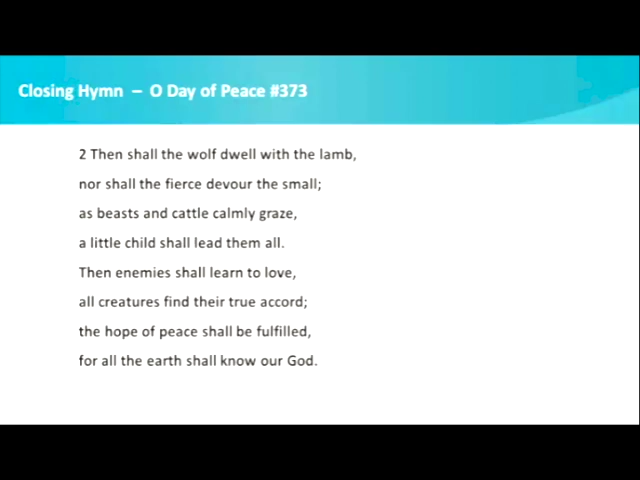 Closing Hymn – O Day of Peace #373
2 Then shall the wolf dwell with the lamb,
nor shall the fierce devour the small;
as beasts and cattle calmly graze,
a little child shall lead them all.
Then enemies shall learn to love,
all creatures find their true accord;
the hope of peace shall be fulfilled,
for all the earth shall know our God.